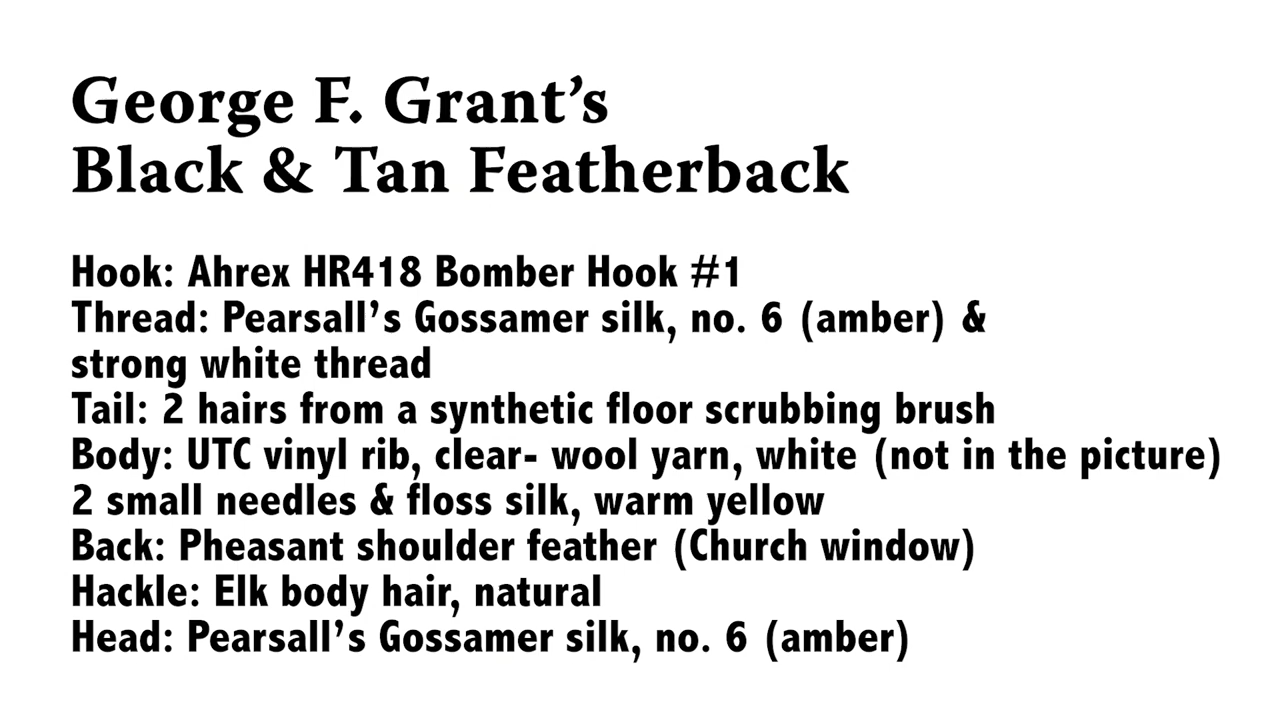 George F. Grant’s
Black & Tan Featherback
Hook: Ahrex HR418 Bomber Hook #1
Thread: Pearsall’s Gossamer silk, no. 6 (amber) &
strong white thread
Tail: 2 hairs from a synthetic floor scrubbing brush
Body: UTC vinyl rib, clear- wool yarn, white (not in the picture)
2 small needles & floss silk, warm yellow
Back: Pheasant shoulder feather (Church window)
Hackle: Elk body hair, natural
Head: Pearsall’s Gossamer silk, no. 6 (amber)